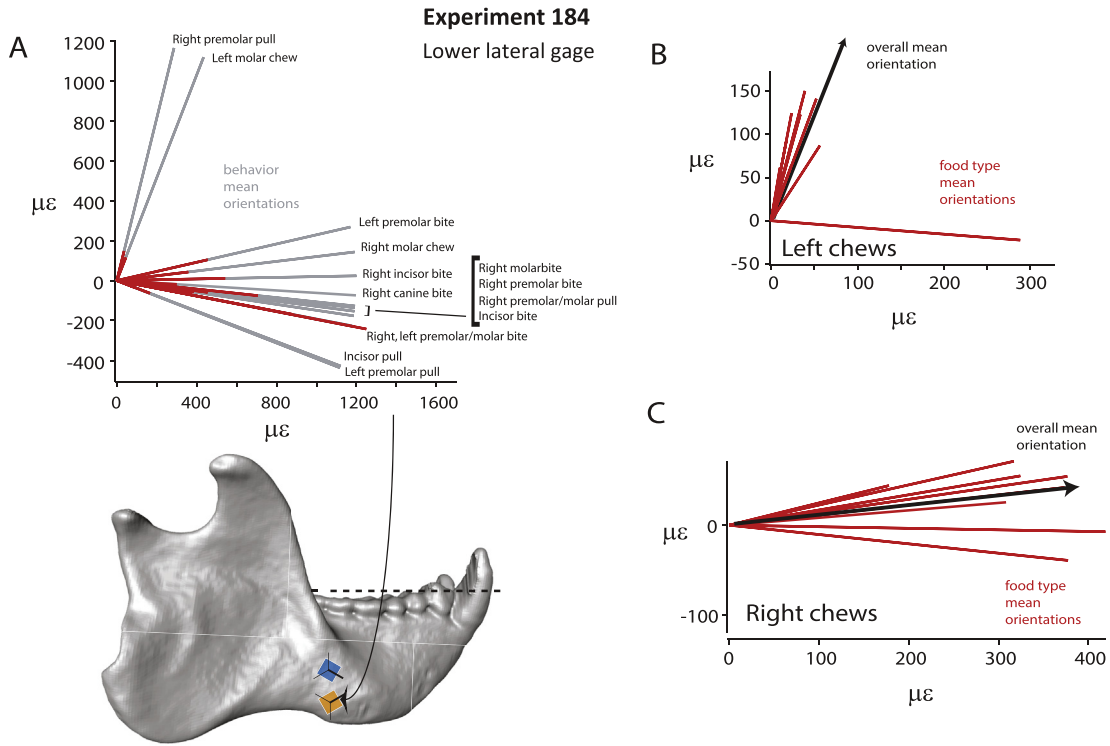 Experiment 184
Lower lateral gage
A
1200
1000
800
600
400
200
0
-200
-400
με
0
400
800
1200
1600
με
Right premolar pull
Left molar chew
behavior
mean
orientations
Left premolar bite
Right molar chew
Right incisor bite
Right canine bite
Right molarbite
Right premolar bite
Right premolar/molar pull
Incisor bite
Right, left premolar/molar bite
Incisor pull
Left premolar pull
B
overall mean
orientation
150
100
50
0
-50
με
food type
mean
orientations
Left chews
0
100
200
300
με
C
overall mean
orientation
0
-100
με
food type
mean
orientations
Right chews
0
100
200
300
400
με